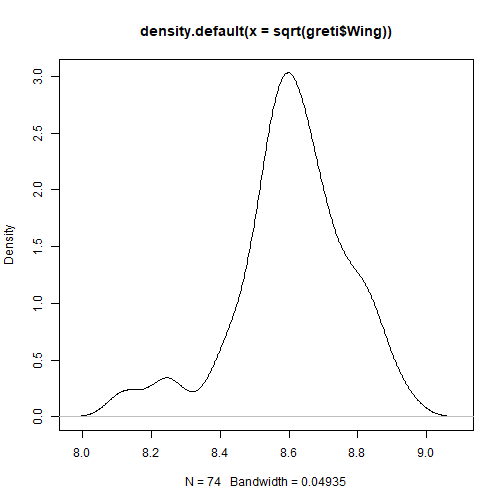 density.default(x = sqrt(greti$Wing))
Density
3.0
2.5
2.0
1.5
1.0
0.5
0.0
8.0 8.2 8.4 8.6 8.8 9.0
N = 74 Bandwidth = 0.04935